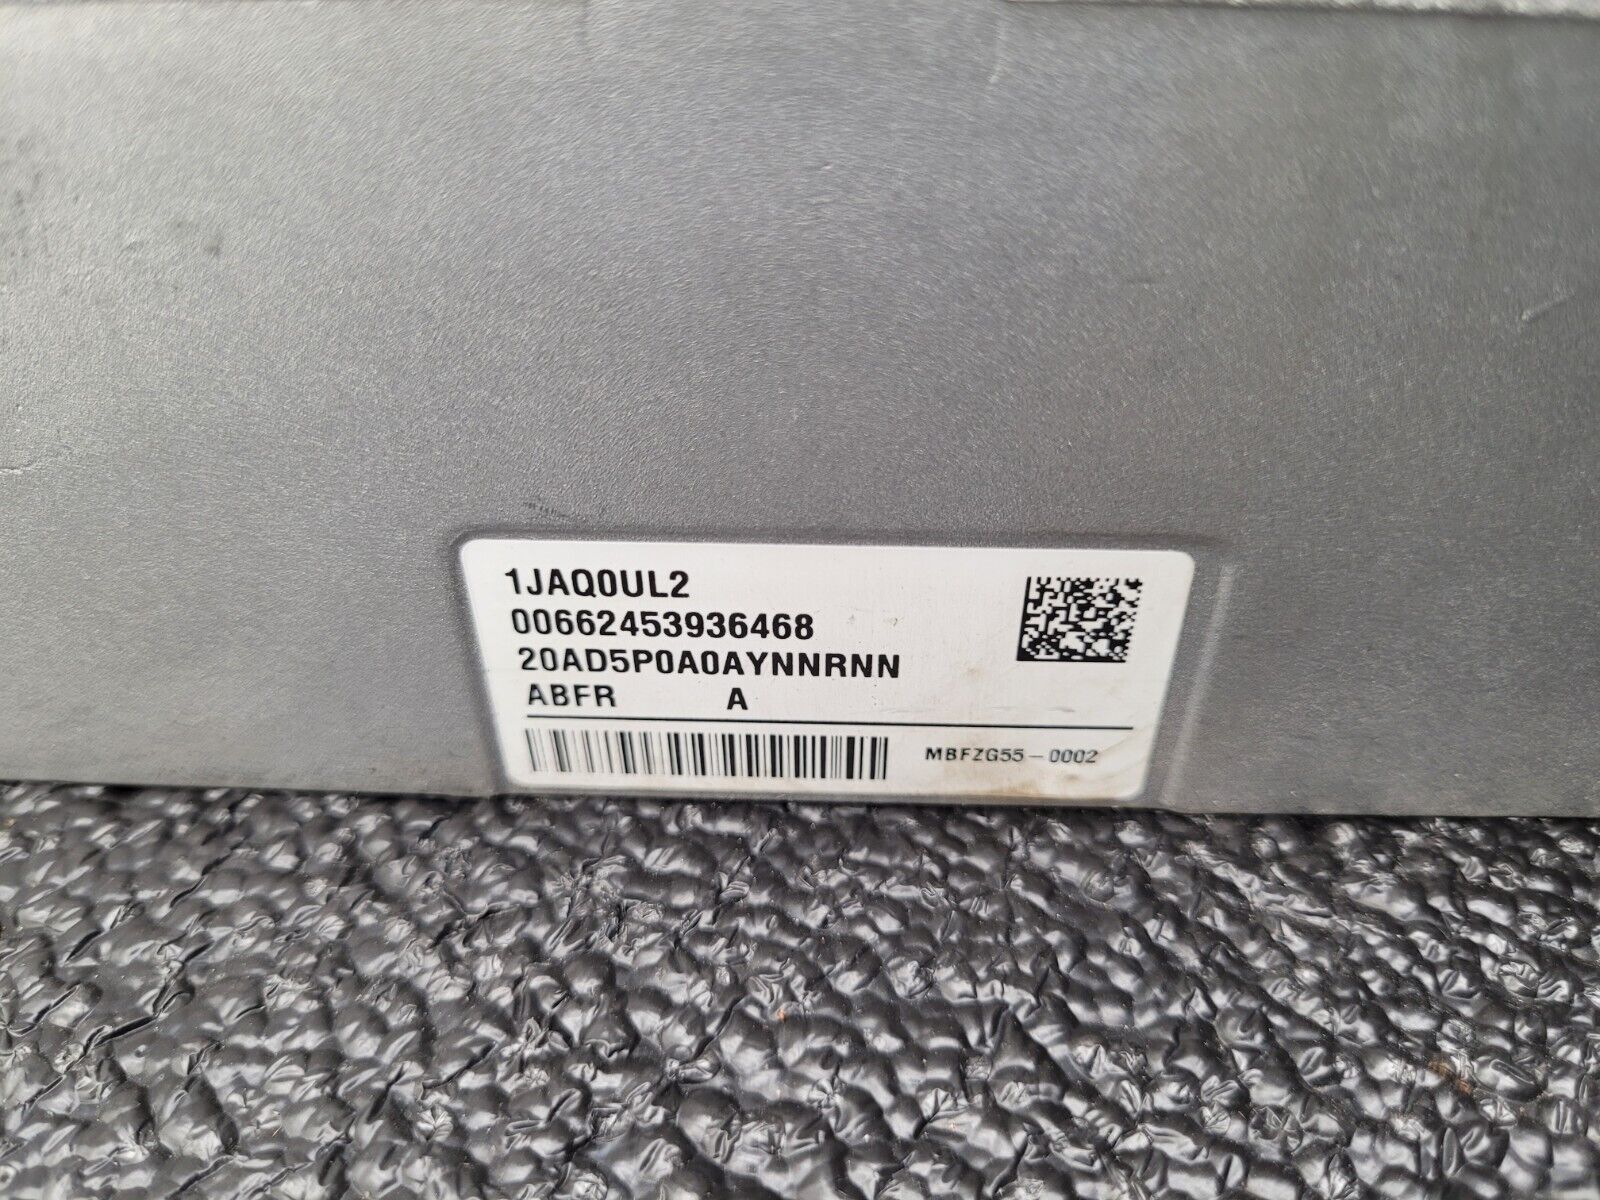 1JAQ0UL2
00662453936468
20AD5P0A0AYNNRNN
ABFR A
MBFZG55-0002